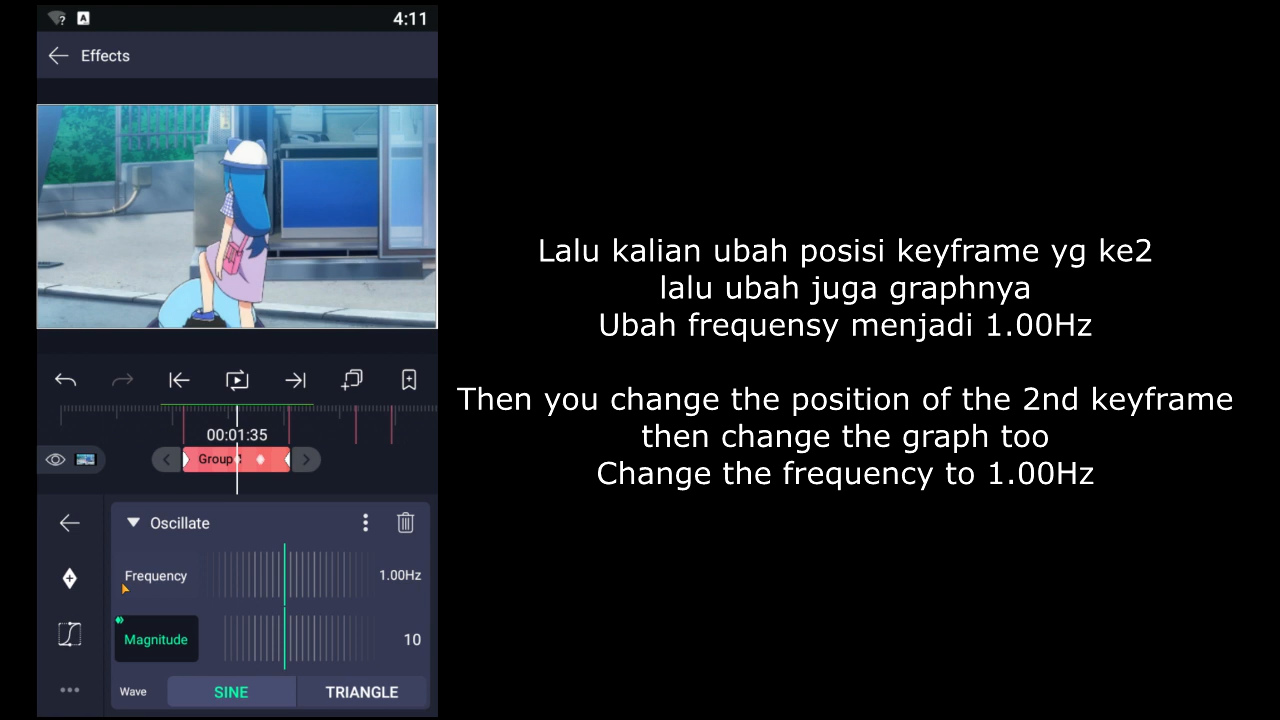 4:11
Effects
00:01:35
Group
Oscillate
Frequency
1.00Hz
Magnitude
10
Wave
SINE
TRIANGLE
Lalu kalian ubah posisi keyframe yg ke2
lalu ubah juga graphnya
Ubah frequensy menjadi 1.00Hz
Then you change the position of the 2nd keyframe
then change the graph too
Change the frequency to 1.00Hz